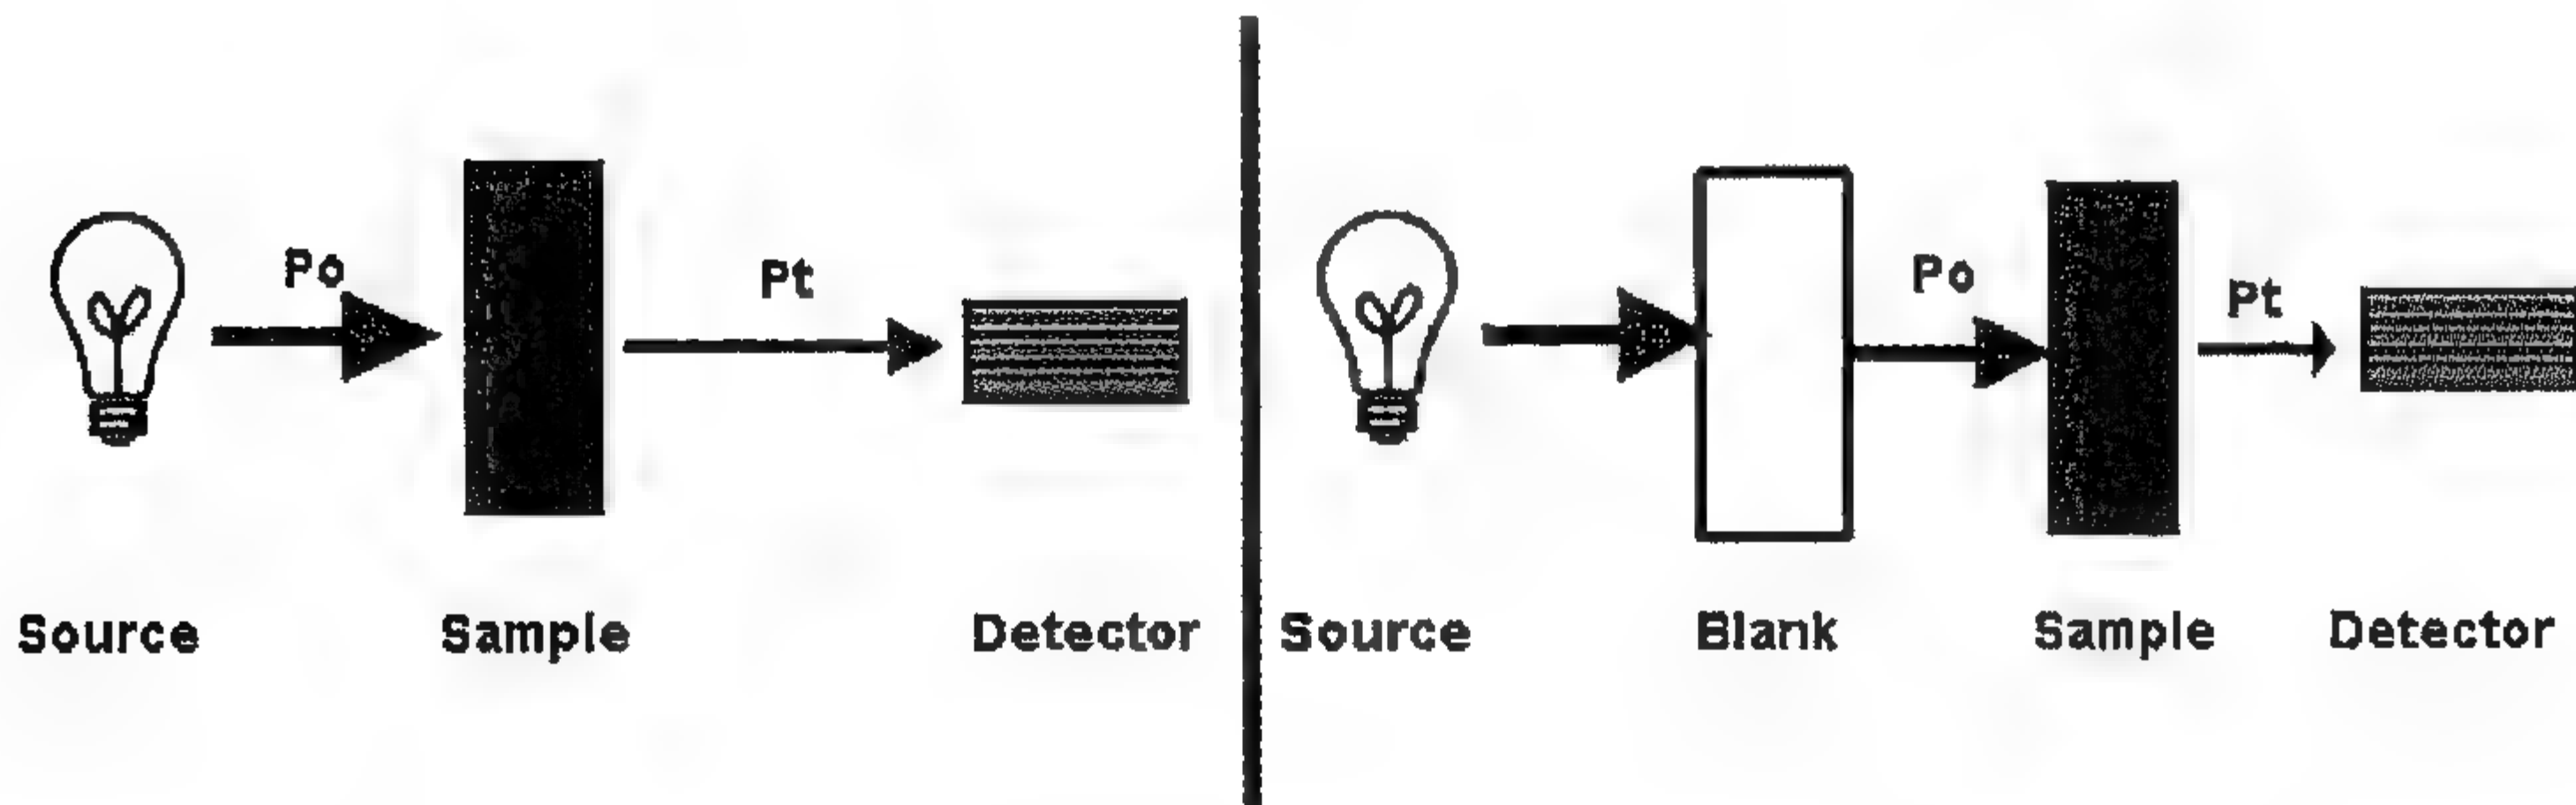 Po
Pt
Source
Sample
Detector
Po
Pt
Source
Blank
Sample
Detector